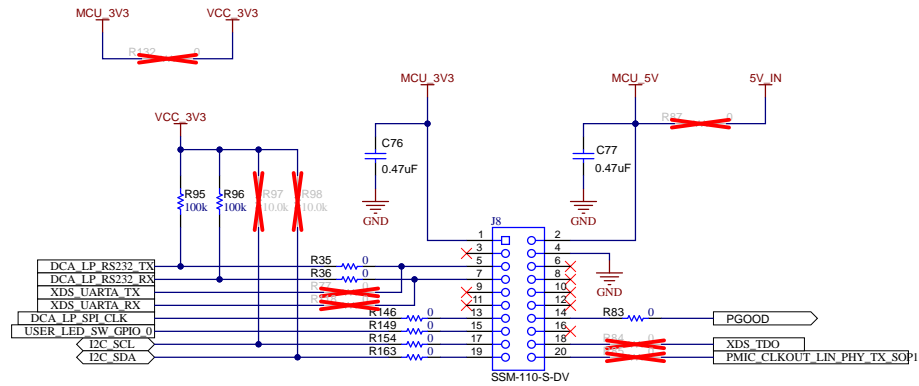 MCU_3V3 VCC_3V3
R132 0
MCU_3V3 MCU_5V 5V_IN
R87 0
VCC_3V3
C76 C77
0.47uF 0.47uF
R95 R96 R97 R98
100k 100k 10.0k 10.0k
GND GND
J8
1 2
3 4
DCA_LP_RS232_TX R35 0 5 6
DCA_LP_RS232_RX R36 0 7 8
XDS_UARTA_TX R77 0 9 10
GND
XDS_UARTA_RX 0 11 12
DCA_LP_SPI_CLK R146 0 13 14 R83 0 PGOOD
USER_LED_SW_GPIO_0 R149 0 15 16
I2C_SCL R154 0 17 18 R84 0 XDS_TDO
I2C_SDA R163 0 19 20 0 PMIC_CLKOUT_LIN_PHY_TX_SOP1
SSM-110-S-DV